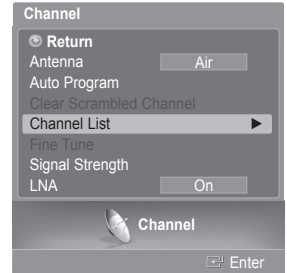 Channel
Return
Antenna Air
Auto Program
Clear Scrambled Channel
Channel List
Fine Tune
Signal Strength
LNA On
Channel
Enter